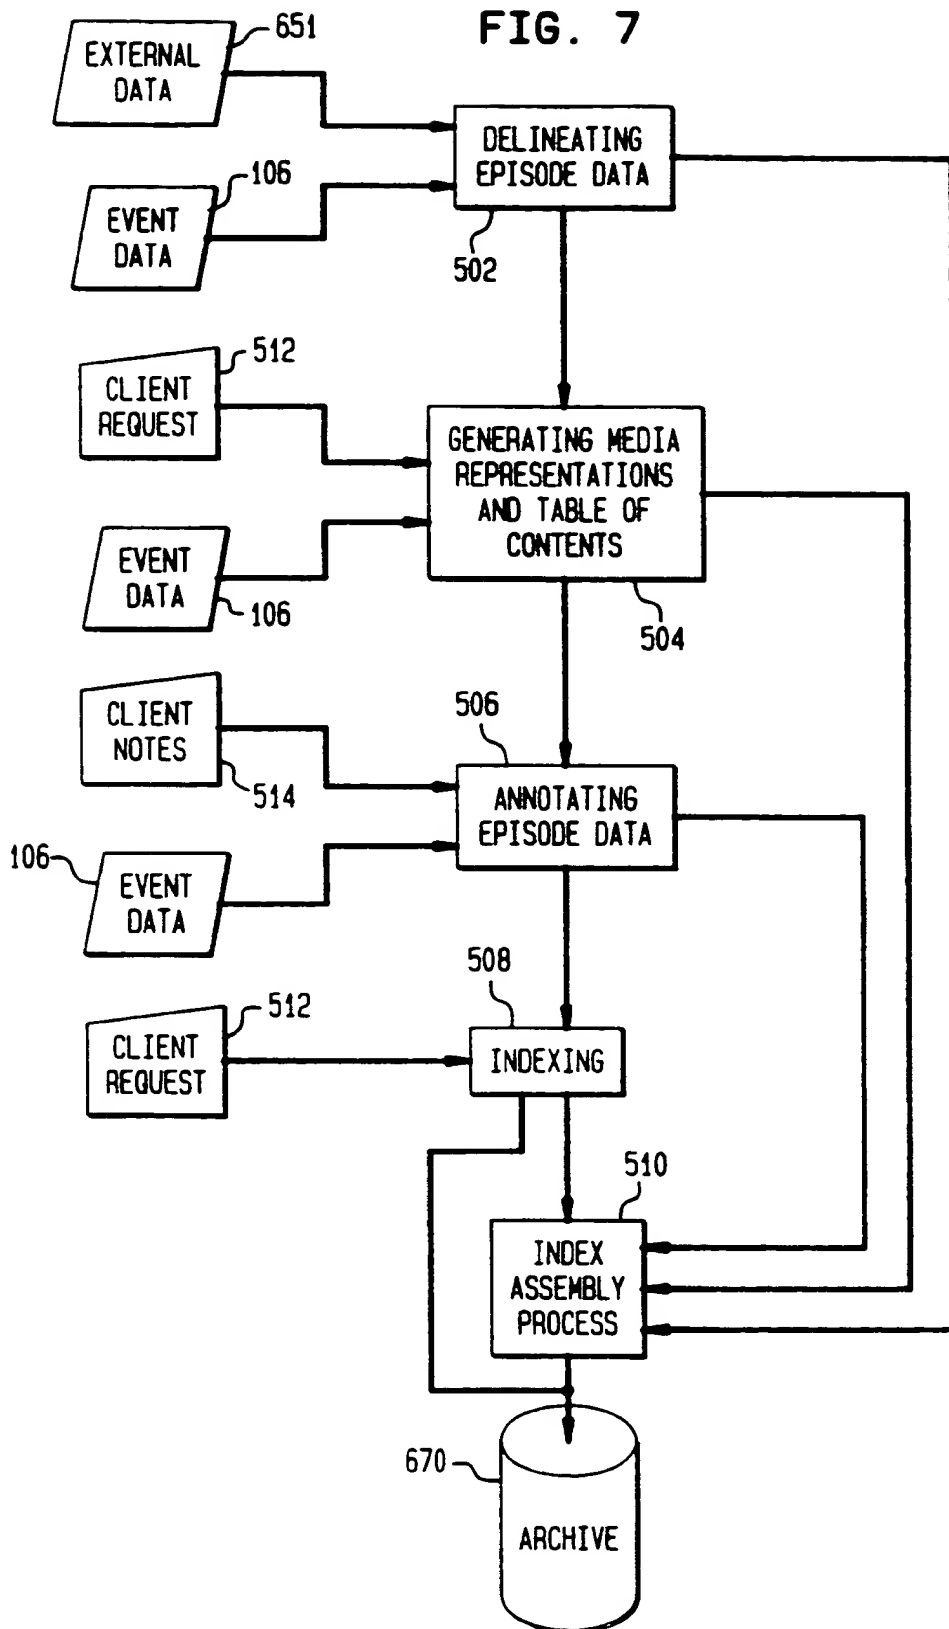 FIG. 7
651
EXTERNAL
DATA
DELINEATING
EPISODE DATA
106
EVENT
DATA
502
512
CLIENT
REQUEST
GENERATING MEDIA
REPRESENTATIONS
AND TABLE OF
CONTENTS
EVENT
DATA
106
504
CLIENT
NOTES
514
506
ANNOTATING
EPISODE DATA
106
EVENT
DATA
508
512
CLIENT
REQUEST
INDEXING
510
INDEX
ASSEMBLY
PROCESS
670
ARCHIVE